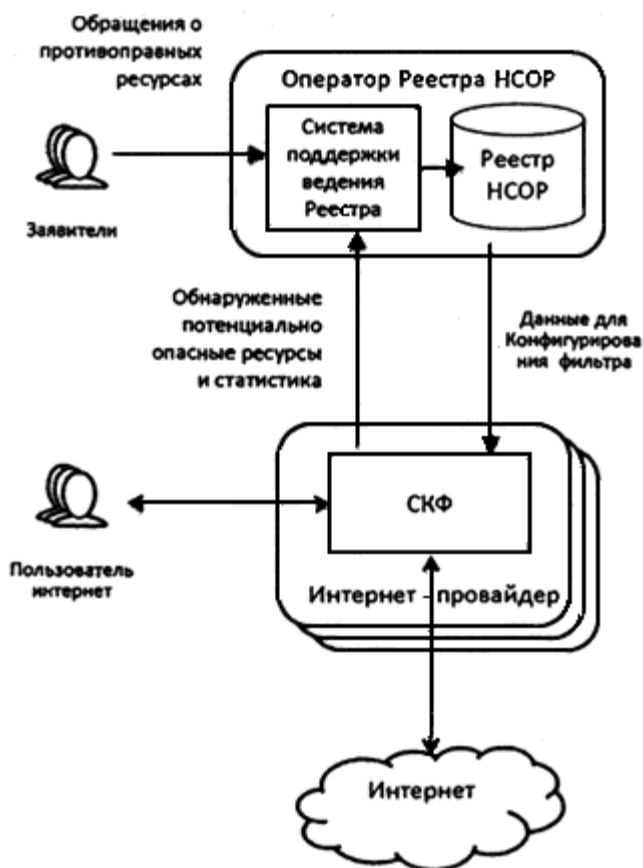 Обращения о
противоправных
ресурсах
Оператор Реестра НСОР
Система
поддержки
ведения
Реестра
Реестр
НСОР
Заявители
Обнаруженные
потенциально
опасные ресурсы
и статистика
Данные для
Конфигурирова
ния фильтра
СКФ
Пользователь
интернет
Интернет - провайдер
Интернет